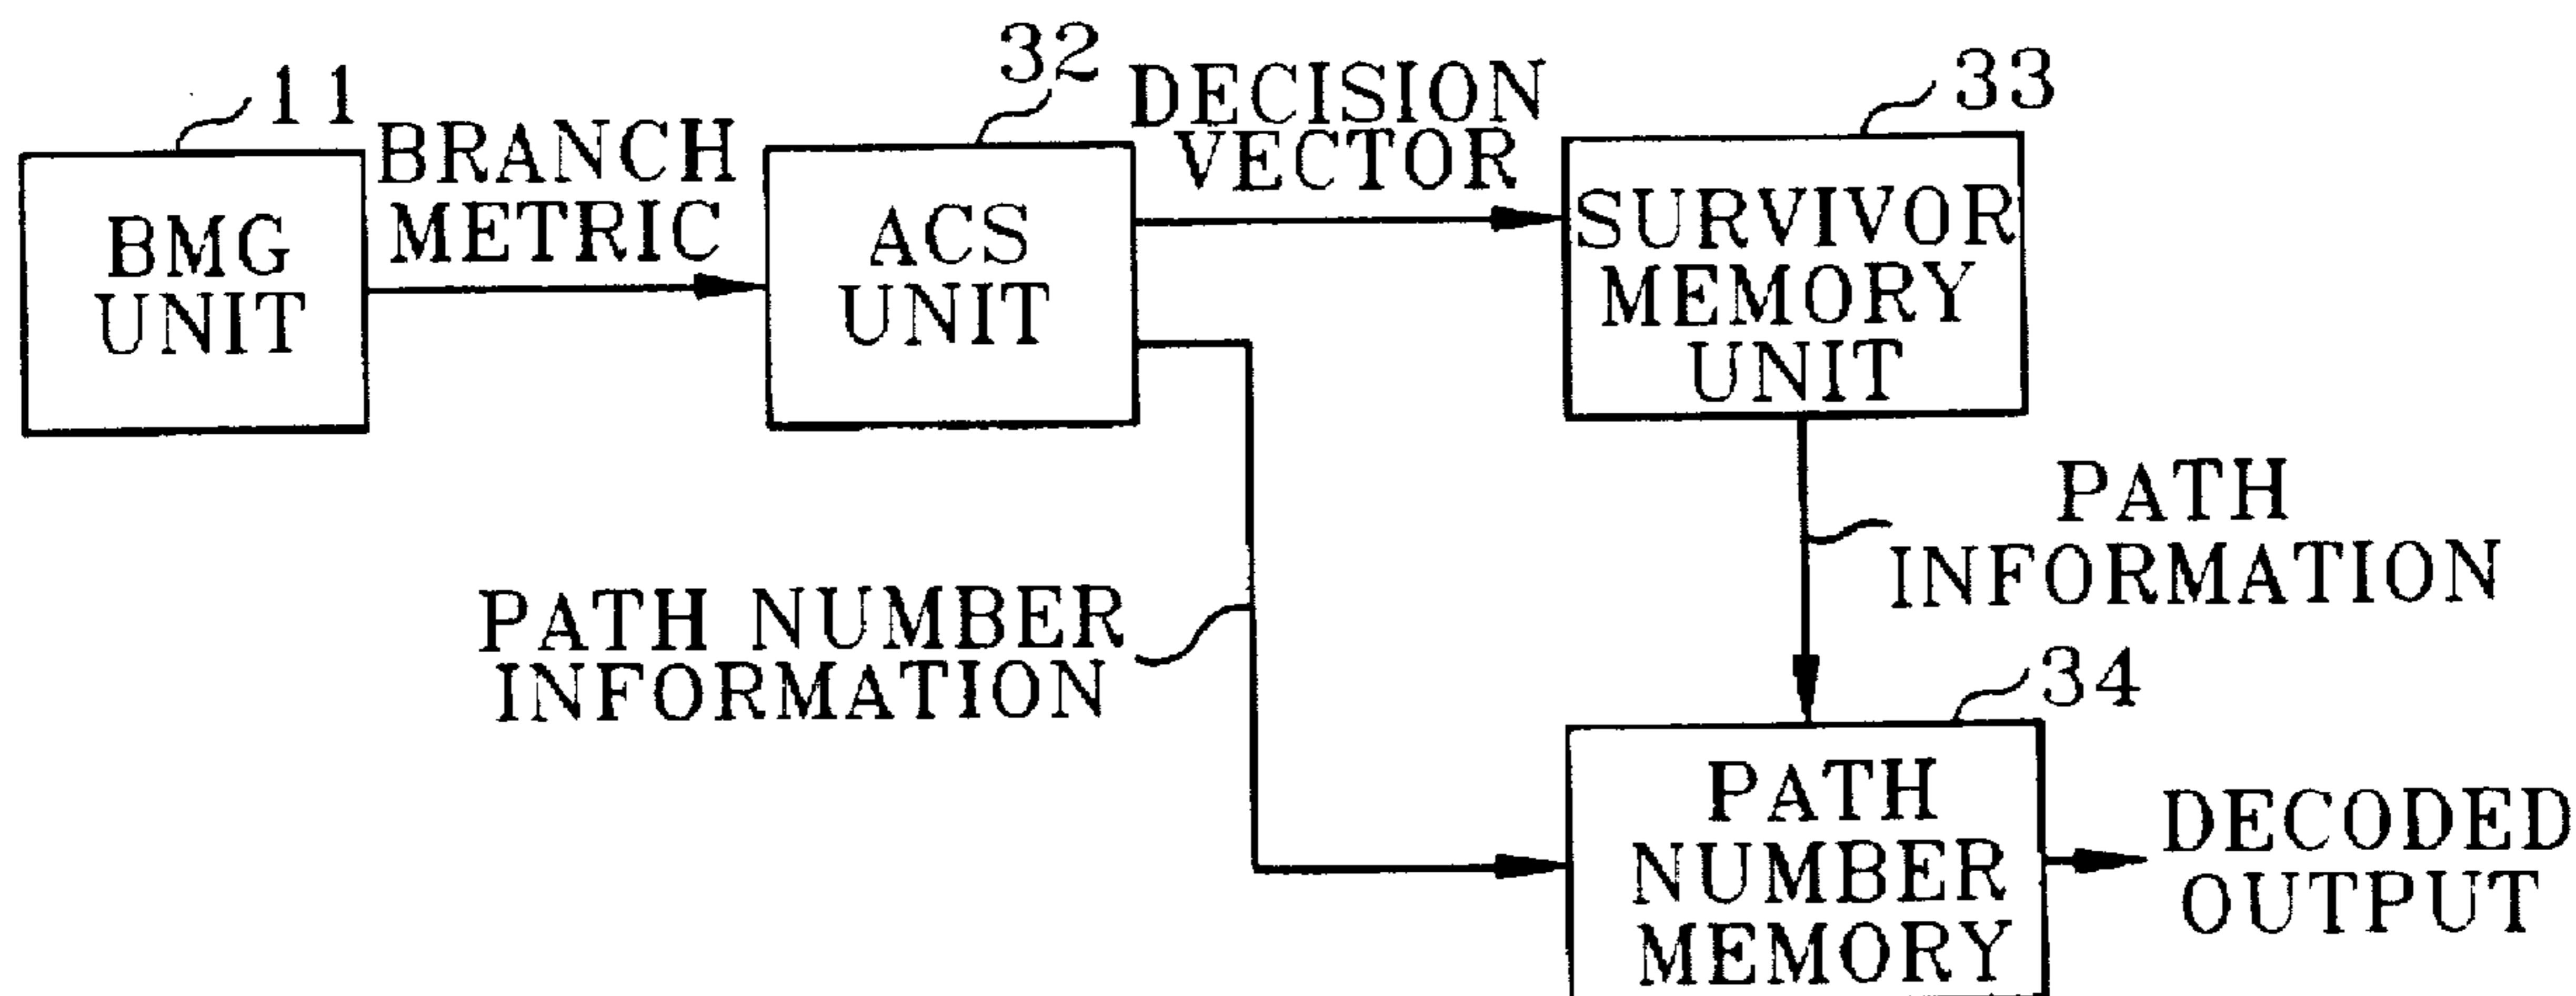 11
BMG
UNIT
BRANCH
METRIC
32
ACS
UNIT
DECISION
VECTOR
33
SURVIVOR
MEMORY
UNIT
PATH
INFORMATION
PATH NUMBER
INFORMATION
34
PATH
NUMBER
MEMORY
DECODED
OUTPUT